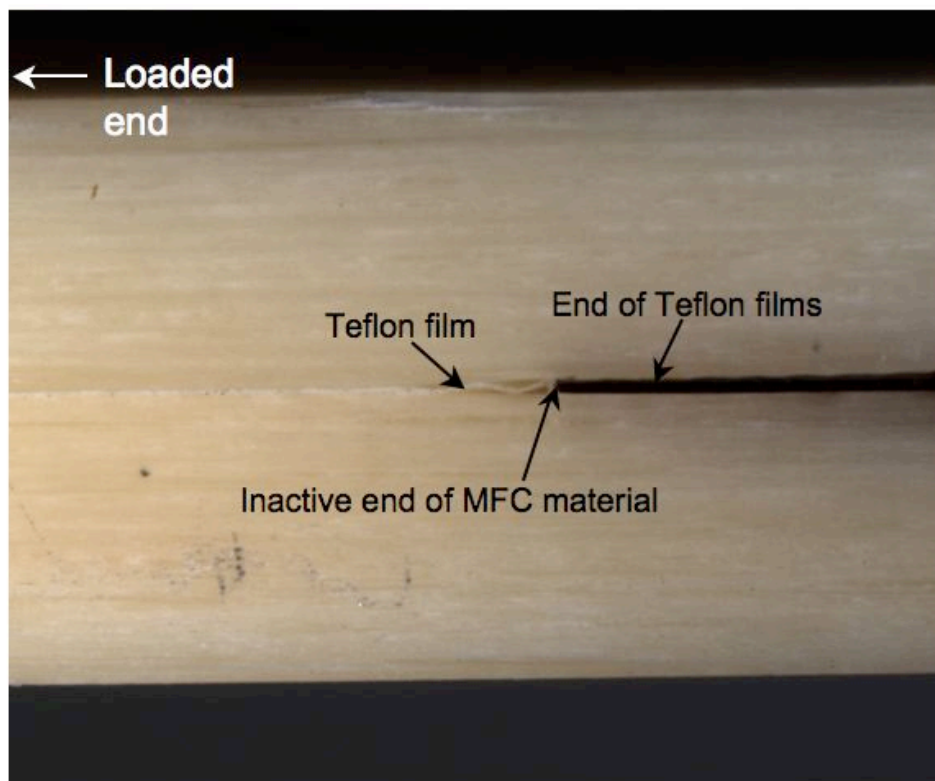 Loaded
end
End of Teflon films
Teflon film
Inactive end of MFC material